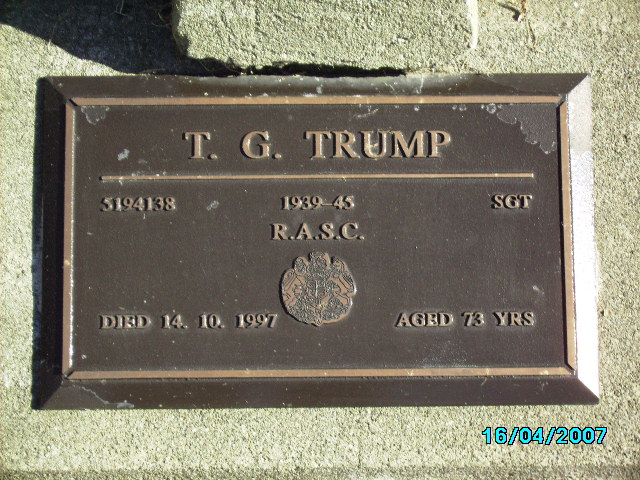 T. G. TRUMP
5194138 1939-45 SGT
R.A.S.C.
DIED 14. 10. 1997 AGED 73 YRS
16/04/2007